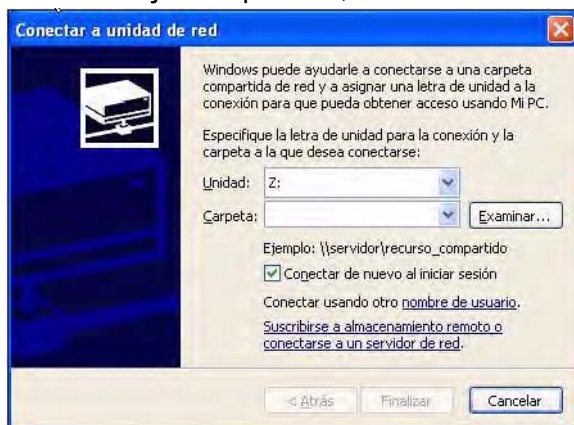 Conectar a unidad de red
Windows puede ayudarle a conectarse a una carpeta
compartida de red y a asignar una letra de unidad a la
conexión para que pueda obtener acceso usando Mi PC.
Especifique la letra de unidad para la conexión y la
carpeta a la que desea conectarse:
Unidad: Z:
Carpeta: Examinar...
Ejemplo: \\servidor\recurso_compartido
Conectar de nuevo al iniciar sesión
Conectar usando otro nombre de usuario.
Suscribirse a almacenamiento remoto o
conectarse a un servidor de red.
< Atrás Finalizar Cancelar